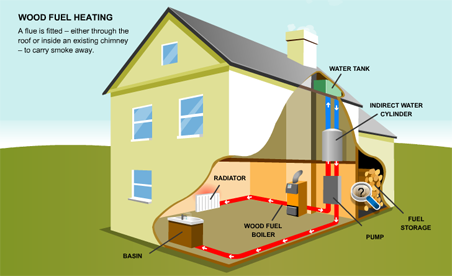 WOOD FUEL HEATING
A flue is fitted – either through the
roof or inside an existing chimney
– to carry smoke away.
WATER TANK
INDIRECT WATER
CYLINDER
RADIATOR
WOOD FUEL
BOILER
FUEL
STORAGE
PUMP
BASIN
?